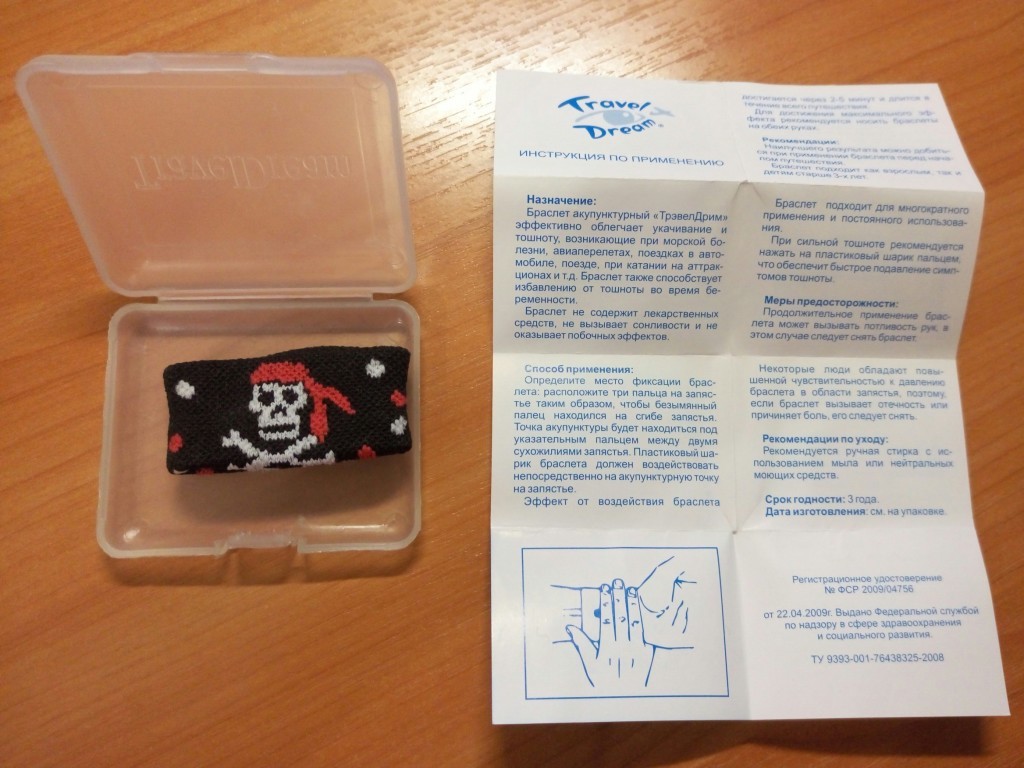 TravelDream
Travel
Dream®
ИНСТРУКЦИЯ ПО ПРИМЕНЕНИЮ
Назначение:
Браслет акупунктурный «ТрэвелДрим»
эффективно облегчает укачивание и
тошноту, возникающие при морской бо-
лезни, авиаперелетах, поездках в авто-
мобиле, поезде, при катании на аттрак-
ционах и т.д. Браслет также способствует
избавлению от тошноты во время бе-
ременности.
Браслет не содержит лекарственных
средств, не вызывает сонливости и не
оказывает побочных эффектов.
Способ применения:
Определите место фиксации брас-
лета: расположите три пальца на запяс-
тье таким образом, чтобы безымянный
палец находился на сгибе запястья.
Точка акупунктуры будет находиться под
указательным пальцем между двумя
сухожилиями запястья. Пластиковый ша-
рик браслета должен воздействовать
непосредственно на акупунктурную точку
на запястье.
Эффект от воздействия браслета
достигается через 2-5 минут и длится в
течение всего путешествия.
Для достижения максимального эф-
фекта рекомендуется носить браслеты
на обеих руках.
Рекомендации:
Наилучшего результата можно добить-
ся при применении браслета перед нача-
лом путешествия.
Браслет подходит как взрослым, так и
детям старше 3-х лет.
Браслет подходит для многократного
применения и постоянного использова-
ния.
При сильной тошноте рекомендуется
нажать на пластиковый шарик пальцем,
что обеспечит быстрое подавление симп-
томов тошноты.
Меры предосторожности:
Продолжительное применение брас-
лета может вызывать потливость рук, в
этом случае следует снять браслет.
Некоторые люди обладают повы-
шенной чувствительностью к давлению
браслета в области запястья, поэтому,
если браслет вызывает отечность или
причиняет боль, его следует снять.
Рекомендации по уходу:
Рекомендуется ручная стирка с ис-
пользованием мыла или нейтральных
моющих средств.
Срок годности: 3 года.
Дата изготовления: см. на упаковке.
Регистрационное удостоверение
№ ФСР 2009/04756
от 22.04.2009г. Выдано Федеральной службой
по надзору в сфере здравоохранения
и социального развития.
ТУ 9393-001-76438325-2008